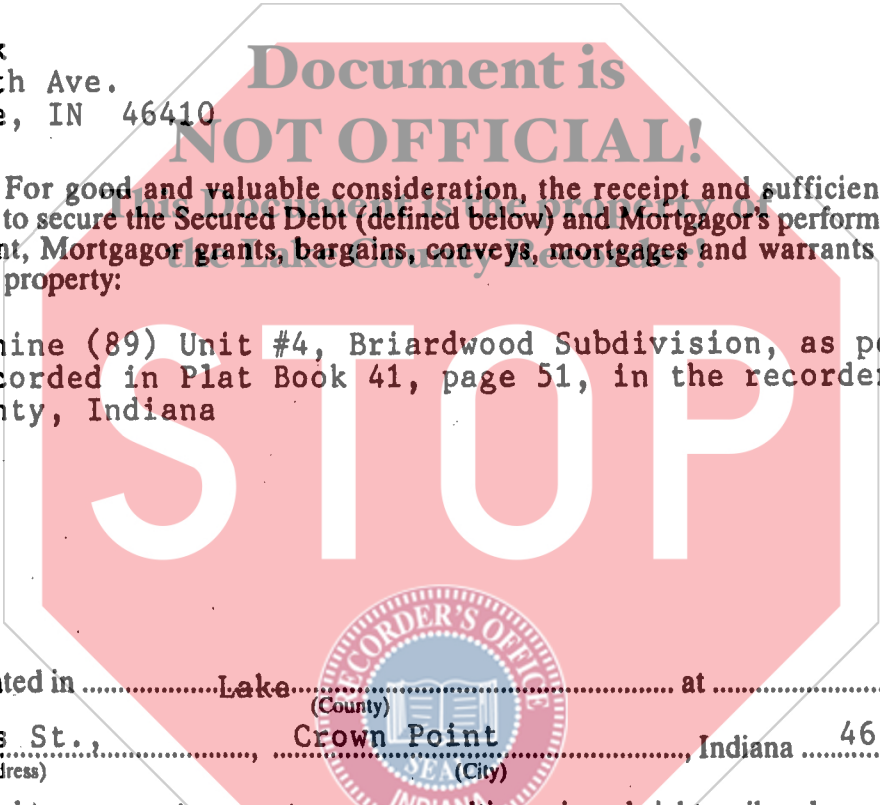 k
th Ave.
e, IN 46410
Document is
NOT OFFICIAL!
This Document is the property of
the Lake County Recorder!
For good and valuable consideration, the receipt and sufficien
to secure the Secured Debt (defined below) and Mortgagor's perform
nt, Mortgagor grants, bargains, conveys, mortgages and warrants
property:
nine (89) Unit #4, Briardwood Subdivision, as pe
corded in Plat Book 41, page 51, in the recorder
nty, Indiana
STOP
RECORDER'S OFFICE
SEAL
INDIANA
ated in Lake at
(County)
s St., , Crown Point , Indiana 46
dress) (City)